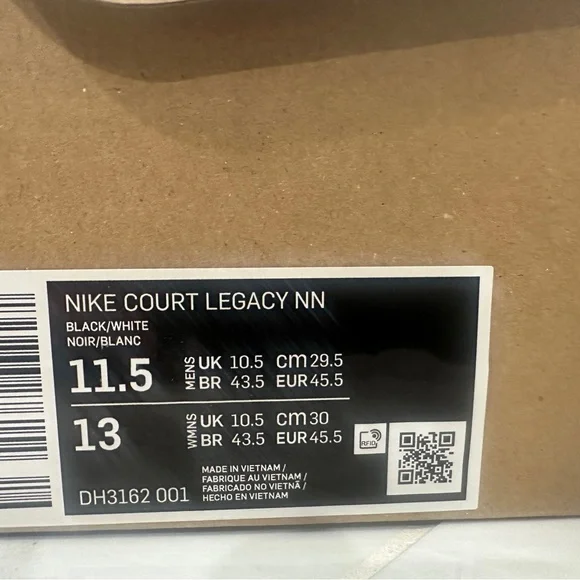 NIKE COURT LEGACY NN
BLACK/WHITE
NOIR/BLANC
11.5 MENS UK 10.5 CM 29.5
BR 43.5 EUR 45.5
13 WMNS UK 10.5 CM 30
BR 43.5 EUR 45.5
RFID
MADE IN VIETNAM /
FABRIQUE AU VIETNAM /
FABRICADO NO VIETNÃ /
HECHO EN VIETNAM
DH3162 001